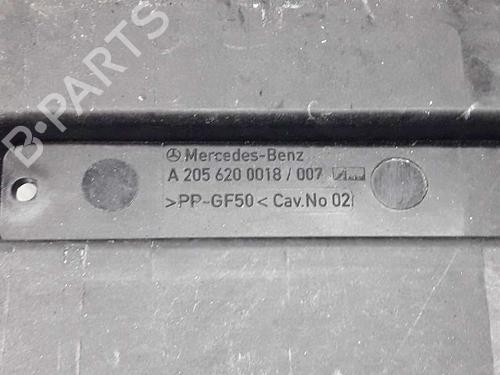 B-PARTS
Mercedes-Benz
A 205 620 0018 / 007
>PP-GF50< Cav.No 02